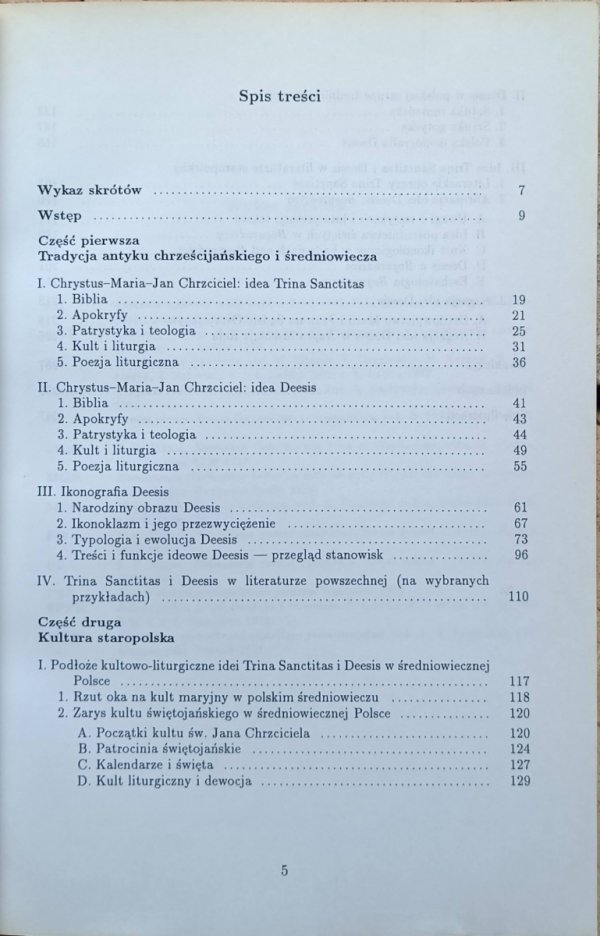 Spis treści
Wykaz skrótów ........ 7
Wstęp ........ 9
Część pierwsza
Tradycja antyku chrześcijańskiego i średniowiecza
I. Chrystus–Maria–Jan Chrzciciel: idea Trina Sanctitas
1. Biblia ........ 19
2. Apokryfy ........ 21
3. Patrystyka i teologia ........ 25
4. Kult i liturgia ........ 31
5. Poezja liturgiczna ........ 36
II. Chrystus–Maria–Jan Chrzciciel: idea Deesis
1. Biblia ........ 41
2. Apokryfy ........ 43
3. Patrystyka i teologia ........ 44
4. Kult i liturgia ........ 49
5. Poezja liturgiczna ........ 55
III. Ikonografia Deesis
1. Narodziny obrazu Deesis ........ 61
2. Ikonoklazm i jego przezwyciężenie ........ 67
3. Typologia i ewolucja Deesis ........ 73
4. Treści i funkcje ideowe Deesis — przegląd stanowisk ........ 96
IV. Trina Sanctitas i Deesis w literaturze powszechnej (na wybranych
przykładach) ........ 110
Część druga
Kultura staropolska
I. Podłoże kultowo-liturgiczne idei Trina Sanctitas i Deesis w średniowiecznej
Polsce ........ 117
1. Rzut oka na kult maryjny w polskim średniowieczu ........ 118
2. Zarys kultu świętojańskiego w średniowiecznej Polsce ........ 120
A. Początki kultu św. Jana Chrzciciela ........ 120
B. Patrocinia świętojańskie ........ 124
C. Kalendarze i święta ........ 127
D. Kult liturgiczny i dewocja ........ 129
5